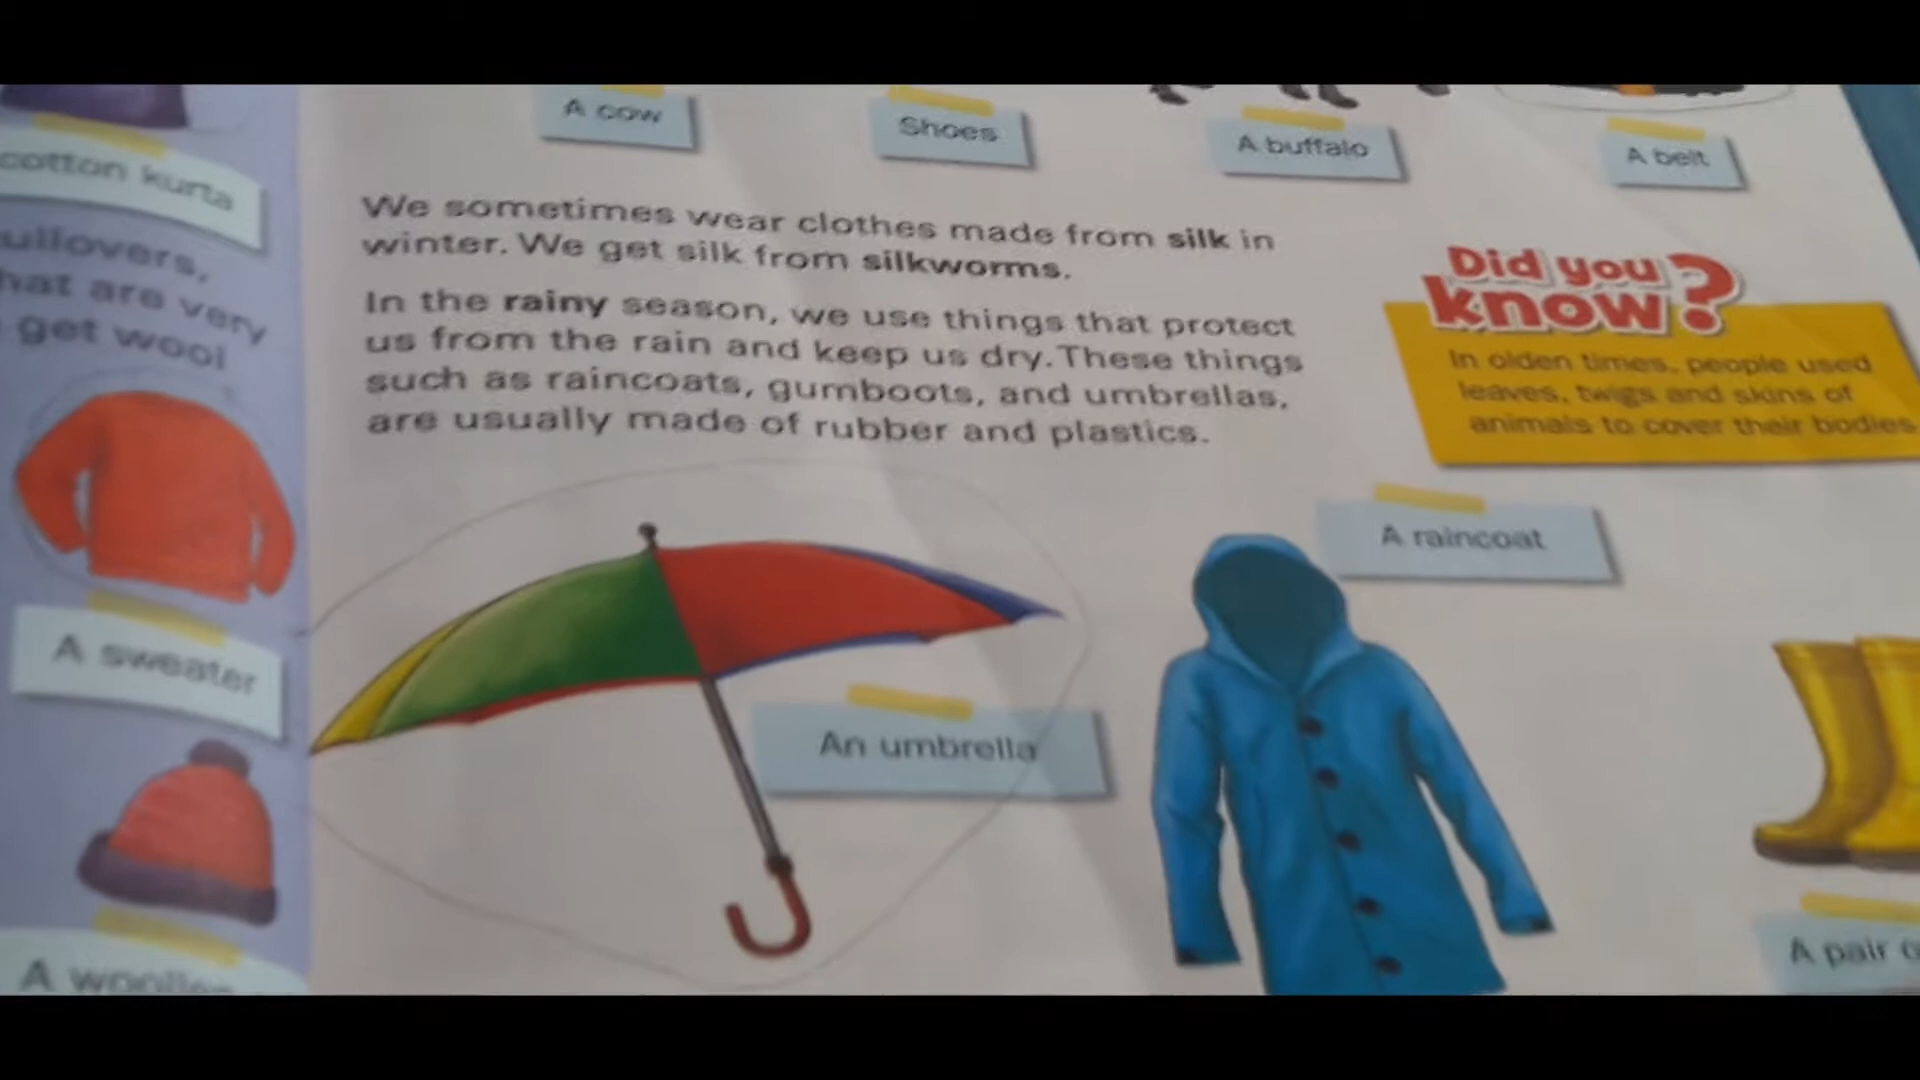 cotton kurta
ullovers,
hat are very
get wool
A sweater
A woollen
A cow
Shoes
A buffalo
A belt
We sometimes wear clothes made from silk in
winter. We get silk from silkworms.
In the rainy season, we use things that protect
us from the rain and keep us dry. These things
such as raincoats, gumboots, and umbrellas,
are usually made of rubber and plastics.
Did you
know?
In olden times, people used
leaves, twigs and skins of
animals to cover their bodies
A raincoat
An umbrella
A pair o